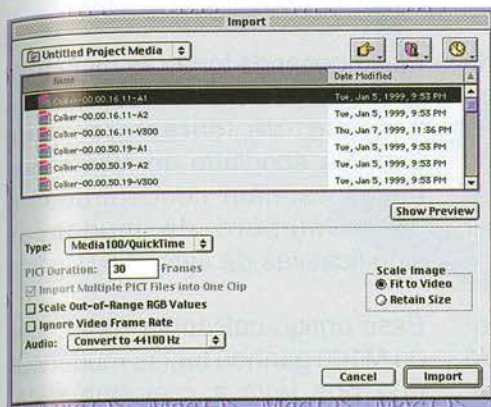 Import
Untitled Project Media
Name Date Modified
Colker-00.00.16.11-A1 Tue, Jan 5, 1999, 9:53 PM
Colker-00.00.16.11-A2 Tue, Jan 5, 1999, 9:53 PM
Colker-00.00.16.11-V300 Thu, Jan 7, 1999, 11:36 PM
Colker-00.00.50.19-A1 Tue, Jan 5, 1999, 9:53 PM
Colker-00.00.50.19-A2 Tue, Jan 5, 1999, 9:53 PM
Colker-00.00.50.19-V300 Tue, Jan 5, 1999, 9:53 PM
Show Preview
Type: Media100/QuickTime
PICT Duration: 30 Frames
Import Multiple PICT Files into One Clip
Scale Out-of-Range RGB Values
Ignore Video Frame Rate
Audio: Convert to 44100 Hz
Scale Image
Fit to Video
Retain Size
Cancel Import